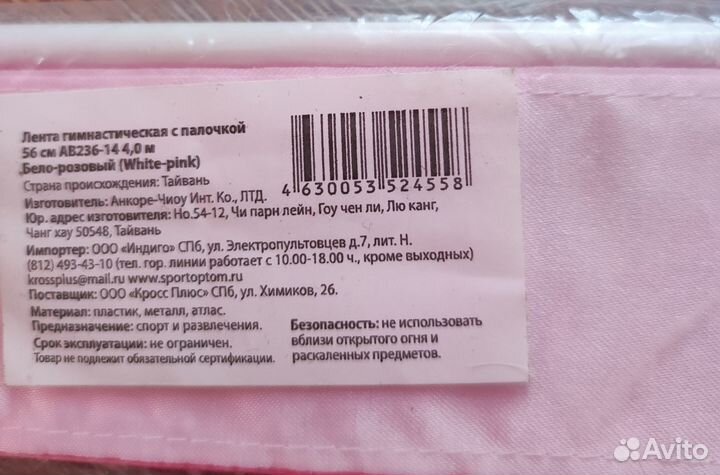 Лента гимнастическая с палочкой
56 см AB236-14 4,0 м
Бело-розовый (White-pink)
Страна происхождения: Тайвань
4 630053 524558
Изготовитель: Анкоре-Чиоу Инт. Ко., ЛТД.
Юр. адрес изготовителя: Но.54-12, Чи парн лейн, Гоу чен ли, Лю канг,
Чанг хау 50548, Тайвань
Импортер: ООО «Индиго» СПб, ул. Электропультовцев д.7, лит. Н.
(812) 493-43-10 (тел. гор. линии работает с 10.00-18.00 ч., кроме выходных)
krossplus@mail.ru www.sportoptom.ru
Поставщик: ООО «Кросс Плюс» СПб, ул. Химиков, 26.
Материал: пластик, металл, атлас.
Предназначение: спорт и развлечения.
Срок эксплуатации: не ограничен.
Товар не подлежит обязательной сертификации.
Безопасность: не использовать
вблизи открытого огня и
раскаленных предметов.
Avito